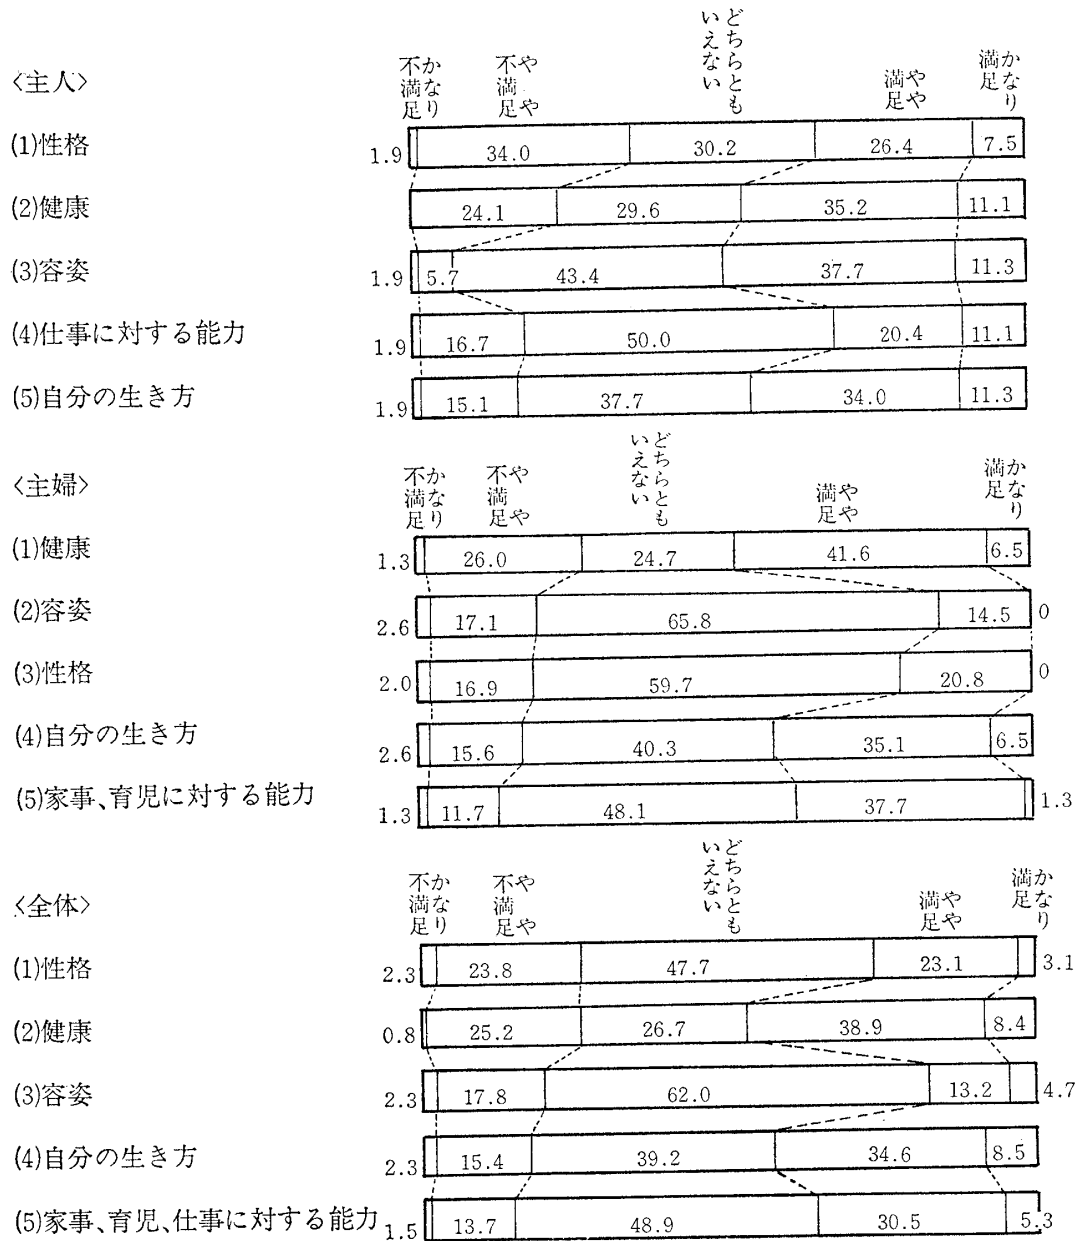 〈主人〉
かなり不満足 やや不満足 どちらともいえない やや満足 かなり満足
(1)性格 1.9 34.0 30.2 26.4 7.5
(2)健康 24.1 29.6 35.2 11.1
(3)容姿 1.9 5.7 43.4 37.7 11.3
(4)仕事に対する能力 1.9 16.7 50.0 20.4 11.1
(5)自分の生き方 1.9 15.1 37.7 34.0 11.3
〈主婦〉
かなり不満足 やや不満足 どちらともいえない やや満足 かなり満足
(1)健康 1.3 26.0 24.7 41.6 6.5
(2)容姿 2.6 17.1 65.8 14.5 0
(3)性格 2.0 16.9 59.7 20.8 0
(4)自分の生き方 2.6 15.6 40.3 35.1 6.5
(5)家事、育児に対する能力 1.3 11.7 48.1 37.7 1.3
〈全体〉
かなり不満足 やや不満足 どちらともいえない やや満足 かなり満足
(1)性格 2.3 23.8 47.7 23.1 3.1
(2)健康 0.8 25.2 26.7 38.9 8.4
(3)容姿 2.3 17.8 62.0 13.2 4.7
(4)自分の生き方 2.3 15.4 39.2 34.6 8.5
(5)家事、育児、仕事に対する能力 1.5 13.7 48.9 30.5 5.3